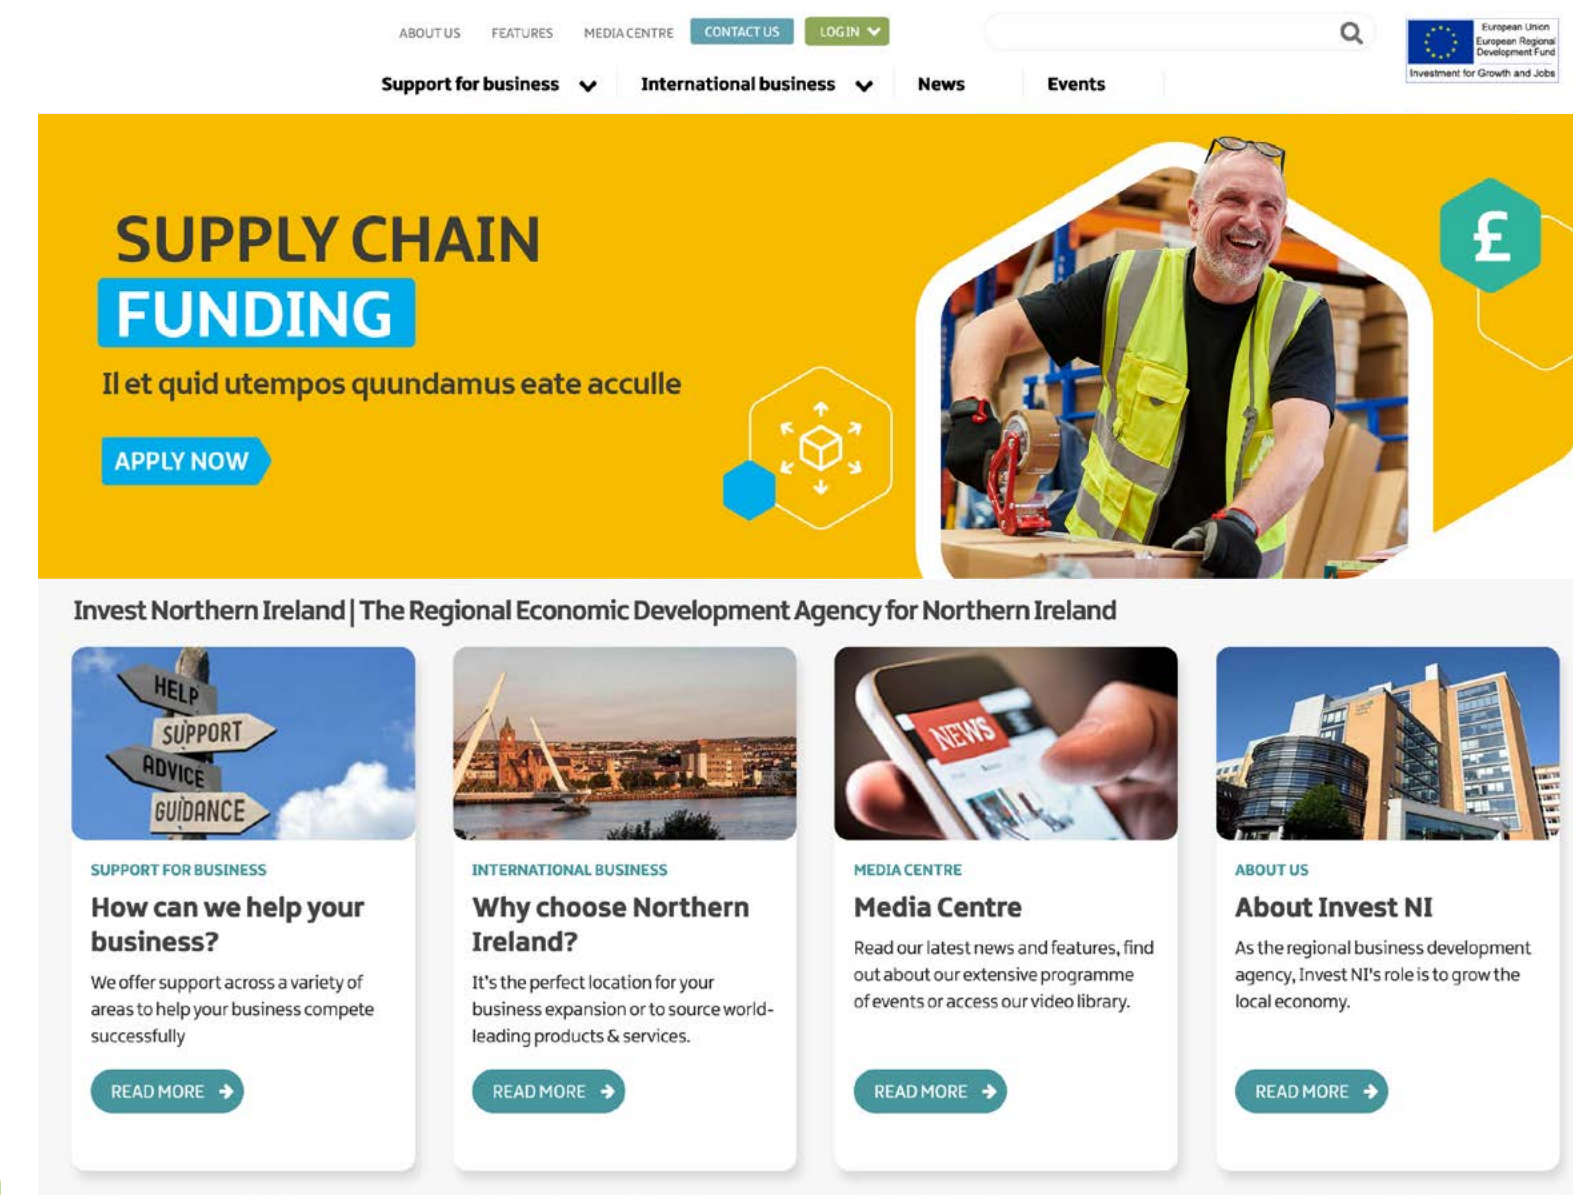 ABOUT US FEATURES MEDIA CENTRE CONTACT US LOG IN
European Union
European Regional
Development Fund
Investment for Growth and Jobs
Support for business International business News Events
SUPPLY CHAIN
FUNDING
£
Il et quid utempos quundamus eate acculle
APPLY NOW
Invest Northern Ireland | The Regional Economic Development Agency for Northern Ireland
HELP
SUPPORT
ADVICE
GUIDANCE
NEWS
SUPPORT FOR BUSINESS
How can we help your
business?
We offer support across a variety of
areas to help your business compete
successfully
READ MORE
INTERNATIONAL BUSINESS
Why choose Northern
Ireland?
It's the perfect location for your
business expansion or to source world-
leading products & services.
READ MORE
MEDIA CENTRE
Media Centre
Read our latest news and features, find
out about our extensive programme
of events or access our video library.
READ MORE
ABOUT US
About Invest NI
As the regional business development
agency, Invest NI's role is to grow the
local economy.
READ MORE